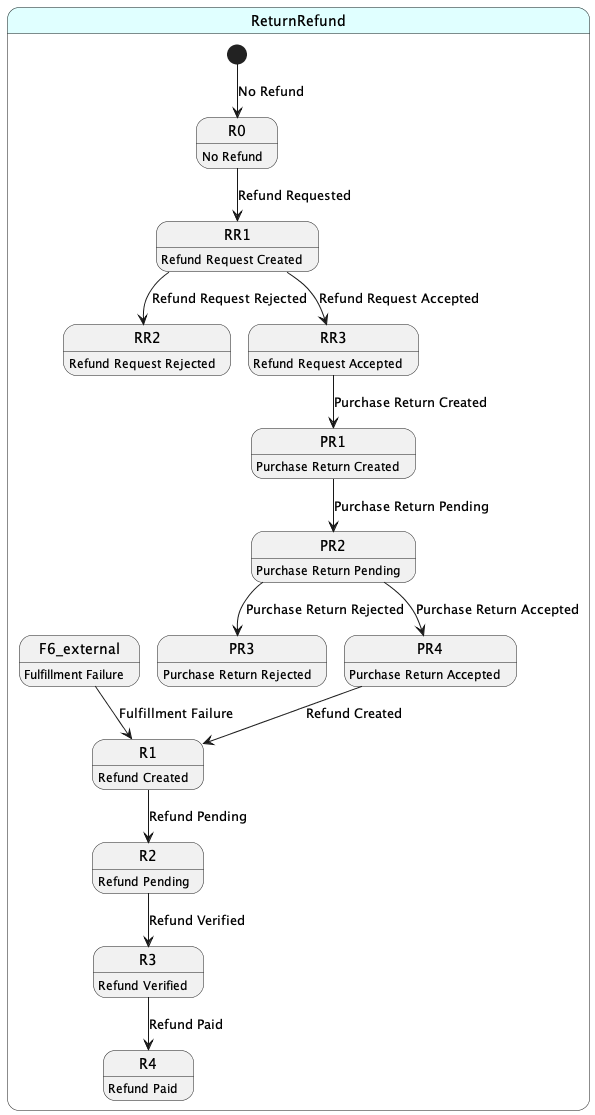 ReturnRefund
No Refund
R0
No Refund
Refund Requested
RR1
Refund Request Created
Refund Request Rejected
Refund Request Accepted
RR2
Refund Request Rejected
RR3
Refund Request Accepted
Purchase Return Created
PR1
Purchase Return Created
Purchase Return Pending
PR2
Purchase Return Pending
Purchase Return Rejected
Purchase Return Accepted
F6_external
Fulfillment Failure
PR3
Purchase Return Rejected
PR4
Purchase Return Accepted
Fulfillment Failure
Refund Created
R1
Refund Created
Refund Pending
R2
Refund Pending
Refund Verified
R3
Refund Verified
Refund Paid
R4
Refund Paid